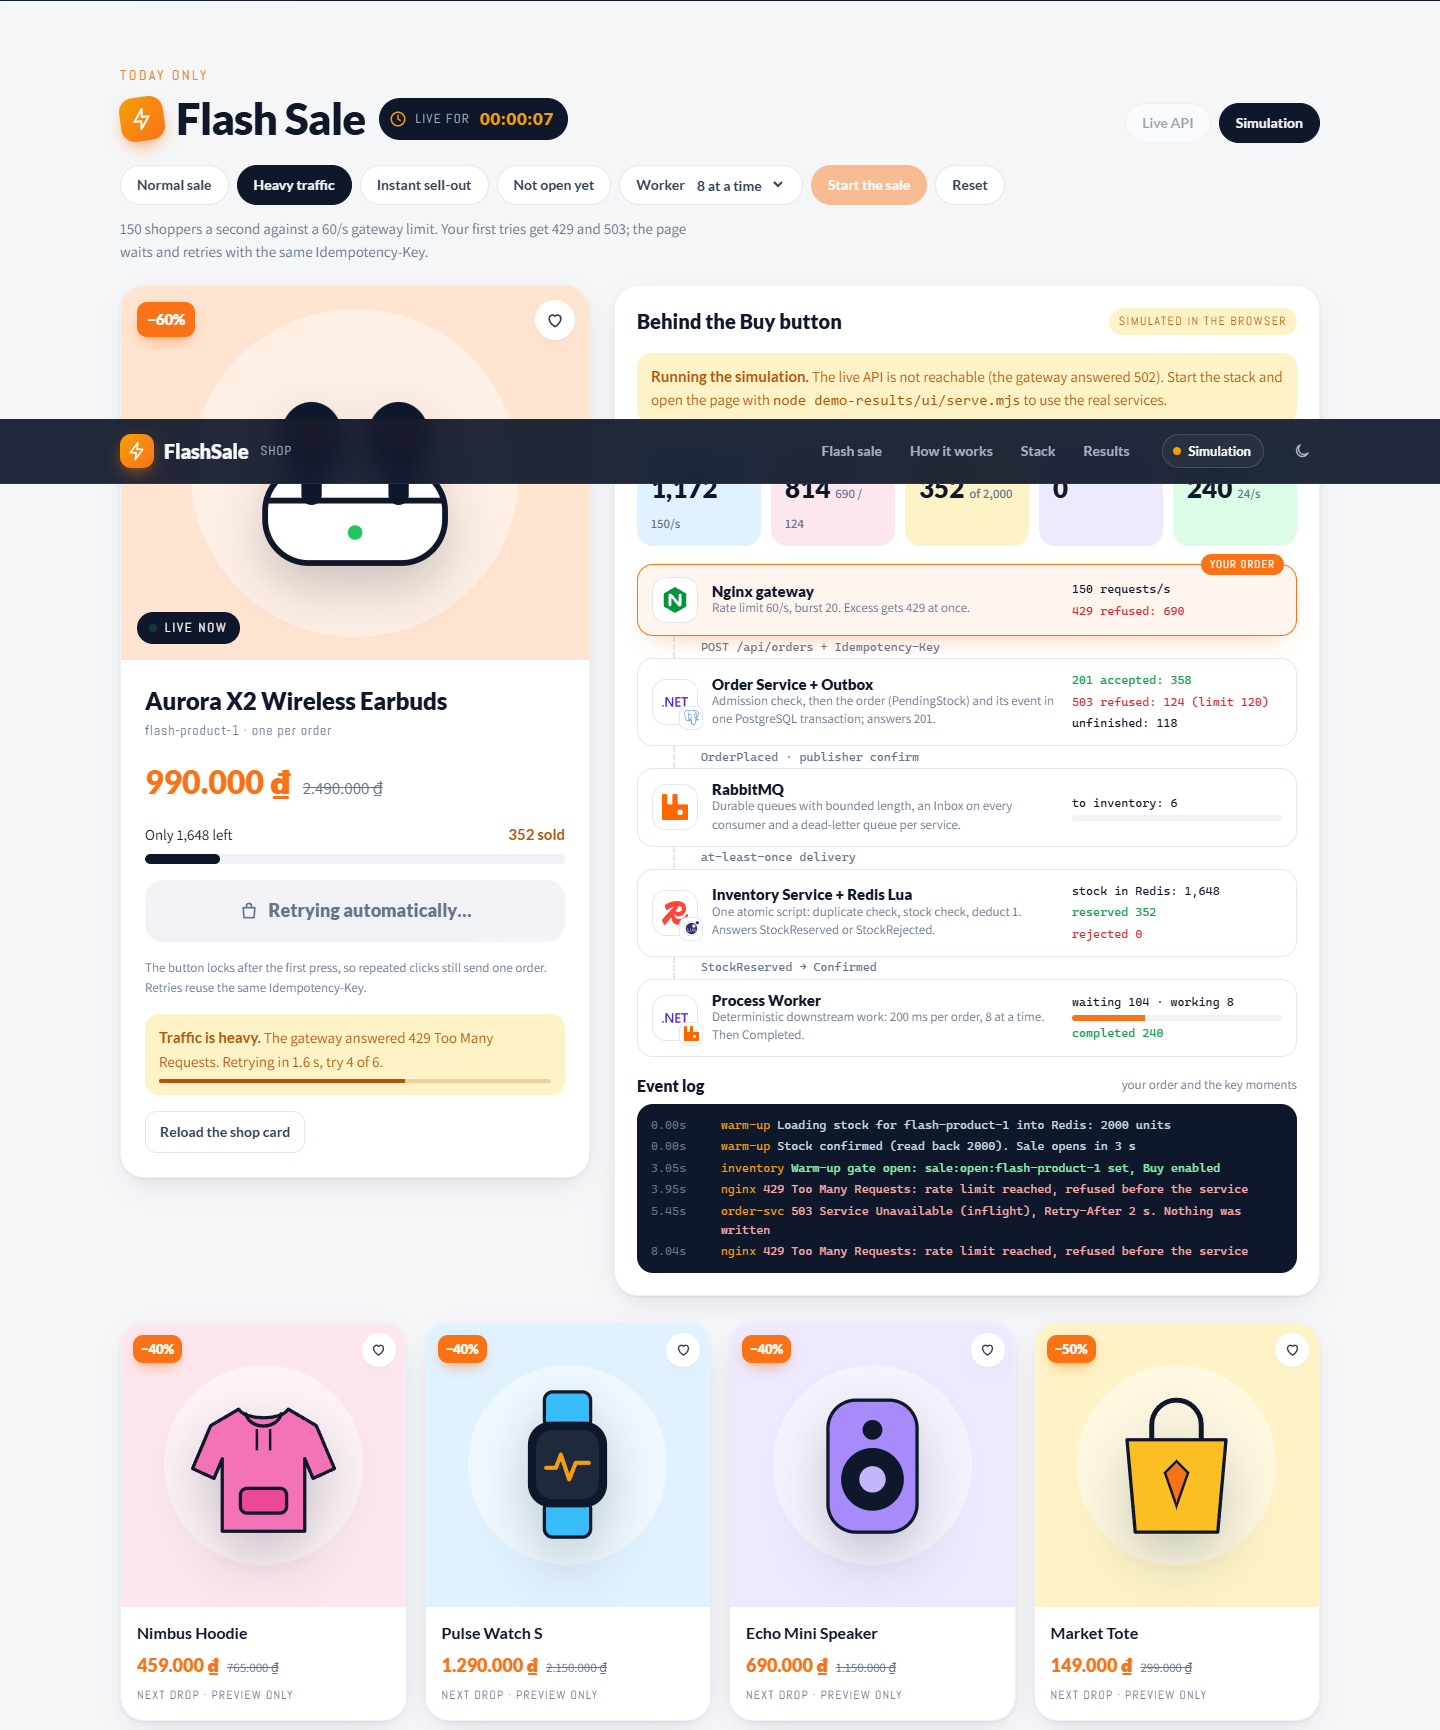 TODAY ONLY
Flash Sale
LIVE FOR 00:00:07
Live API
Simulation
Normal sale
Heavy traffic
Instant sell-out
Not open yet
Worker 8 at a time
Start the sale
Reset
150 shoppers a second against a 60/s gateway limit. Your first tries get 429 and 503; the page
waits and retries with the same Idempotency-Key.
−60%
Behind the Buy button
SIMULATED IN THE BROWSER
Running the simulation. The live API is not reachable (the gateway answered 502). Start the stack and
open the page with node demo-results/ui/serve.mjs to use the real services.
FlashSale SHOP
Flash sale
How it works
Stack
Results
Simulation
1,172
150/s
814 690 /
124
352 of 2,000
0
240 24/s
LIVE NOW
Aurora X2 Wireless Earbuds
flash-product-1 · one per order
990.000 ₫ 2.490.000 ₫
Only 1,648 left
352 sold
Retrying automatically...
The button locks after the first press, so repeated clicks still send one order.
Retries reuse the same Idempotency-Key.
Traffic is heavy. The gateway answered 429 Too Many
Requests. Retrying in 1.6 s, try 4 of 6.
Reload the shop card
YOUR ORDER
Nginx gateway
Rate limit 60/s, burst 20. Excess gets 429 at once.
150 requests/s
429 refused: 690
POST /api/orders + Idempotency-Key
.NET
Order Service + Outbox
Admission check, then the order (PendingStock) and its event in
one PostgreSQL transaction; answers 201.
201 accepted: 358
503 refused: 124 (limit 120)
unfinished: 118
OrderPlaced · publisher confirm
RabbitMQ
Durable queues with bounded length, an Inbox on every
consumer and a dead-letter queue per service.
to inventory: 6
at-least-once delivery
Inventory Service + Redis Lua
One atomic script: duplicate check, stock check, deduct 1.
Answers StockReserved or StockRejected.
stock in Redis: 1,648
reserved 352
rejected 0
StockReserved → Confirmed
.NET
Process Worker
Deterministic downstream work: 200 ms per order, 8 at a time.
Then Completed.
waiting 104 · working 8
completed 240
Event log
your order and the key moments
0.00s warm-up Loading stock for flash-product-1 into Redis: 2000 units
0.00s warm-up Stock confirmed (read back 2000). Sale opens in 3 s
3.05s inventory Warm-up gate open: sale:open:flash-product-1 set, Buy enabled
3.95s nginx 429 Too Many Requests: rate limit reached, refused before the service
5.45s order-svc 503 Service Unavailable (inflight), Retry-After 2 s. Nothing was
written
8.04s nginx 429 Too Many Requests: rate limit reached, refused before the service
−40%
−40%
−40%
−50%
Nimbus Hoodie
459.000 ₫ 765.000 ₫
NEXT DROP · PREVIEW ONLY
Pulse Watch S
1.290.000 ₫ 2.150.000 ₫
NEXT DROP · PREVIEW ONLY
Echo Mini Speaker
690.000 ₫ 1.150.000 ₫
NEXT DROP · PREVIEW ONLY
Market Tote
149.000 ₫ 299.000 ₫
NEXT DROP · PREVIEW ONLY